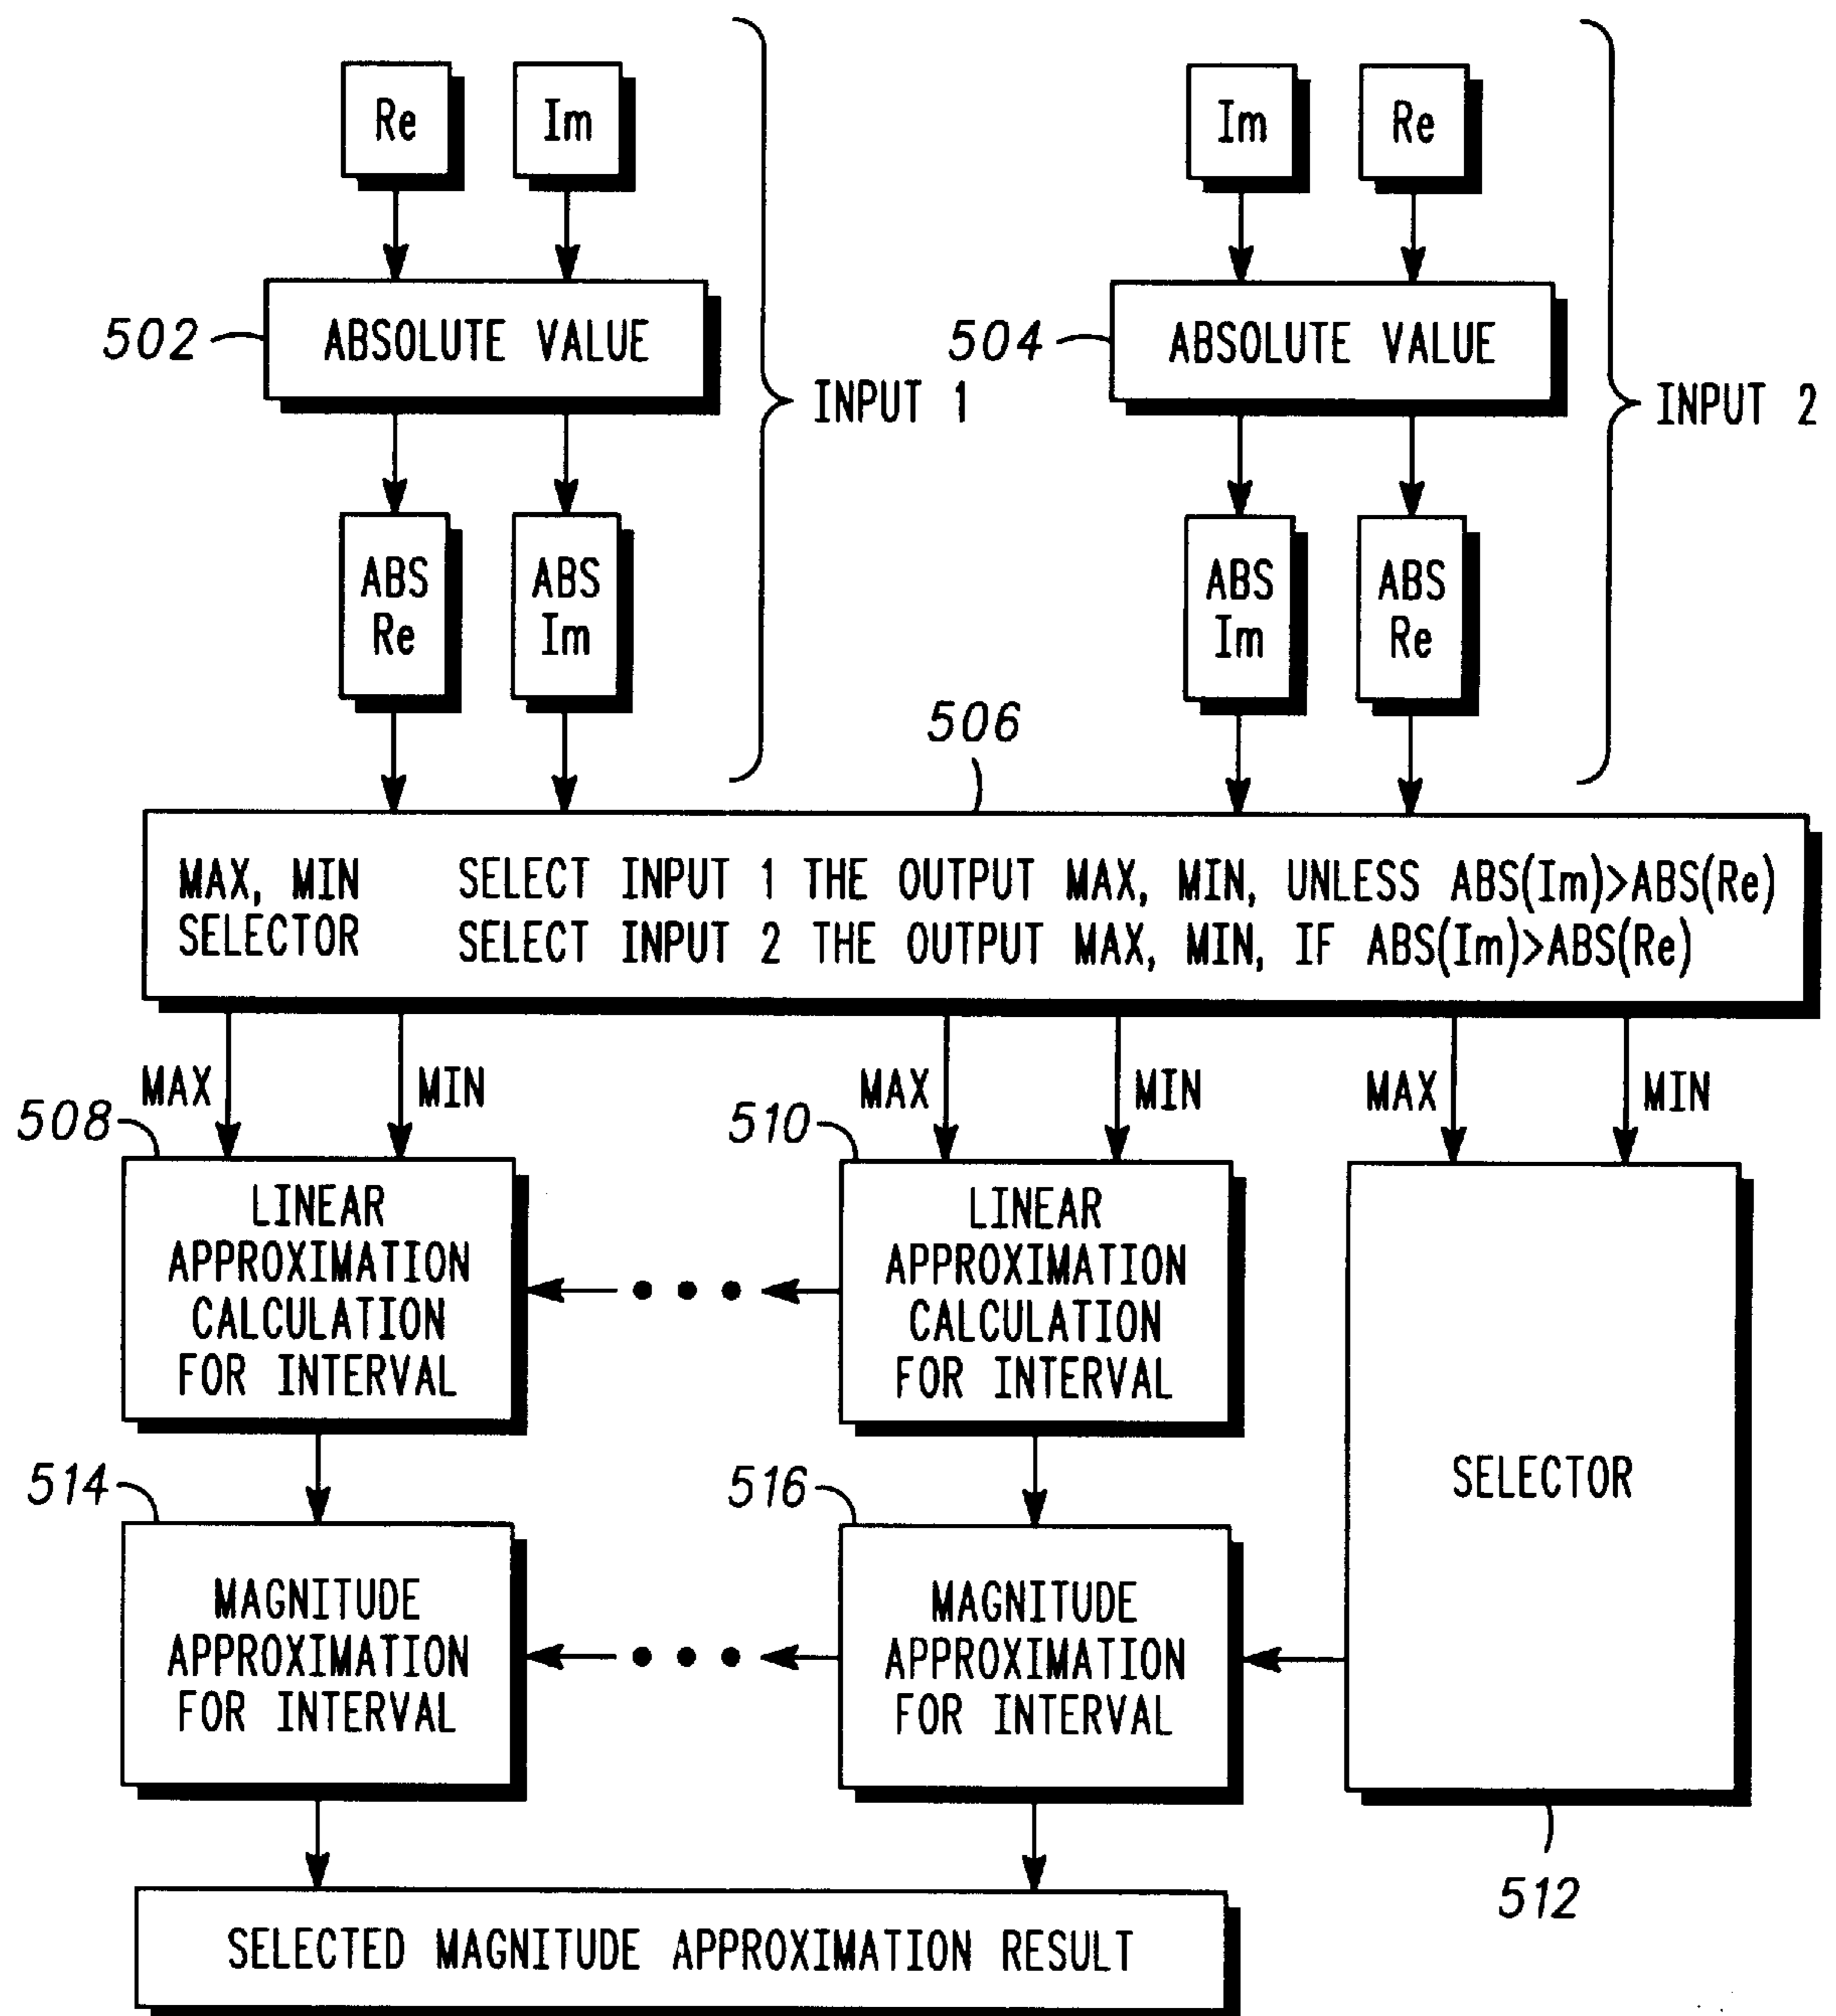 Re
Im
Im
Re
502
ABSOLUTE VALUE
INPUT 1
504
ABSOLUTE VALUE
INPUT 2
ABS
Re
ABS
Im
ABS
Im
ABS
Re
506
MAX, MIN
SELECTOR
SELECT INPUT 1 THE OUTPUT MAX, MIN, UNLESS ABS(Im)>ABS(Re)
SELECT INPUT 2 THE OUTPUT MAX, MIN, IF ABS(Im)>ABS(Re)
MAX
MIN
MAX
MIN
MAX
MIN
508
LINEAR
APPROXIMATION
CALCULATION
FOR INTERVAL
510
LINEAR
APPROXIMATION
CALCULATION
FOR INTERVAL
SELECTOR
514
MAGNITUDE
APPROXIMATION
FOR INTERVAL
516
MAGNITUDE
APPROXIMATION
FOR INTERVAL
512
SELECTED MAGNITUDE APPROXIMATION RESULT